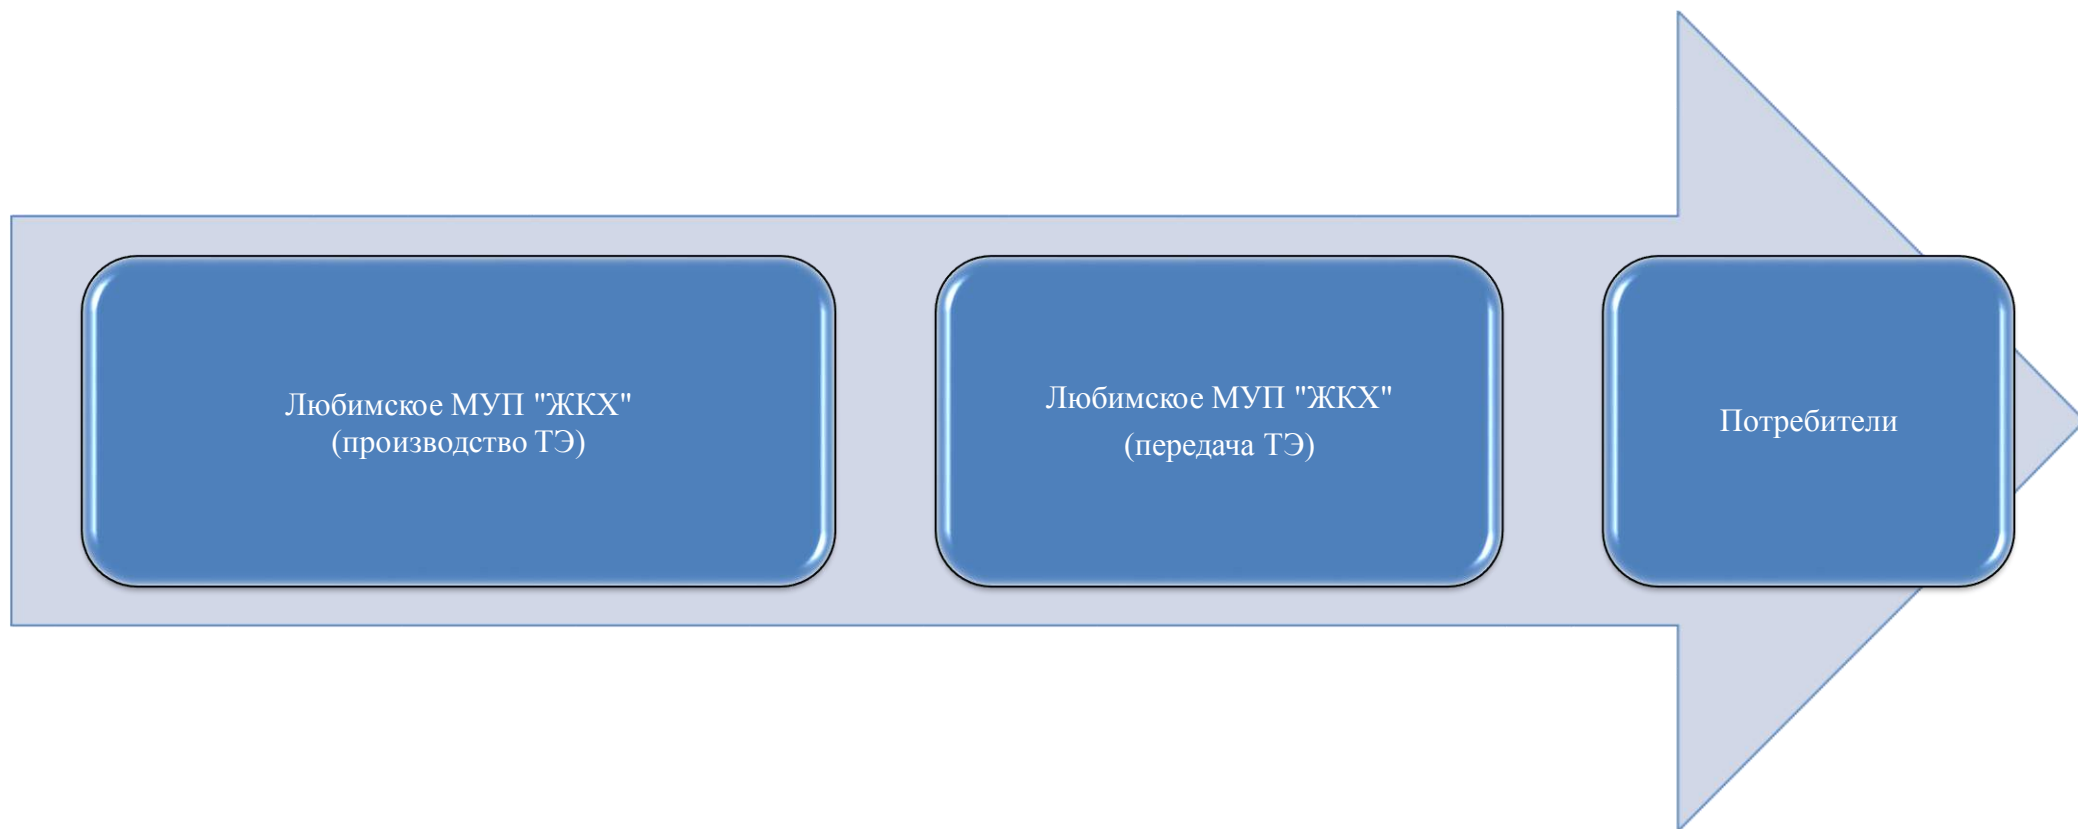 Любимское МУП "ЖКХ"
(производство ТЭ)
Любимское МУП "ЖКХ"
(передача ТЭ)
Потребители